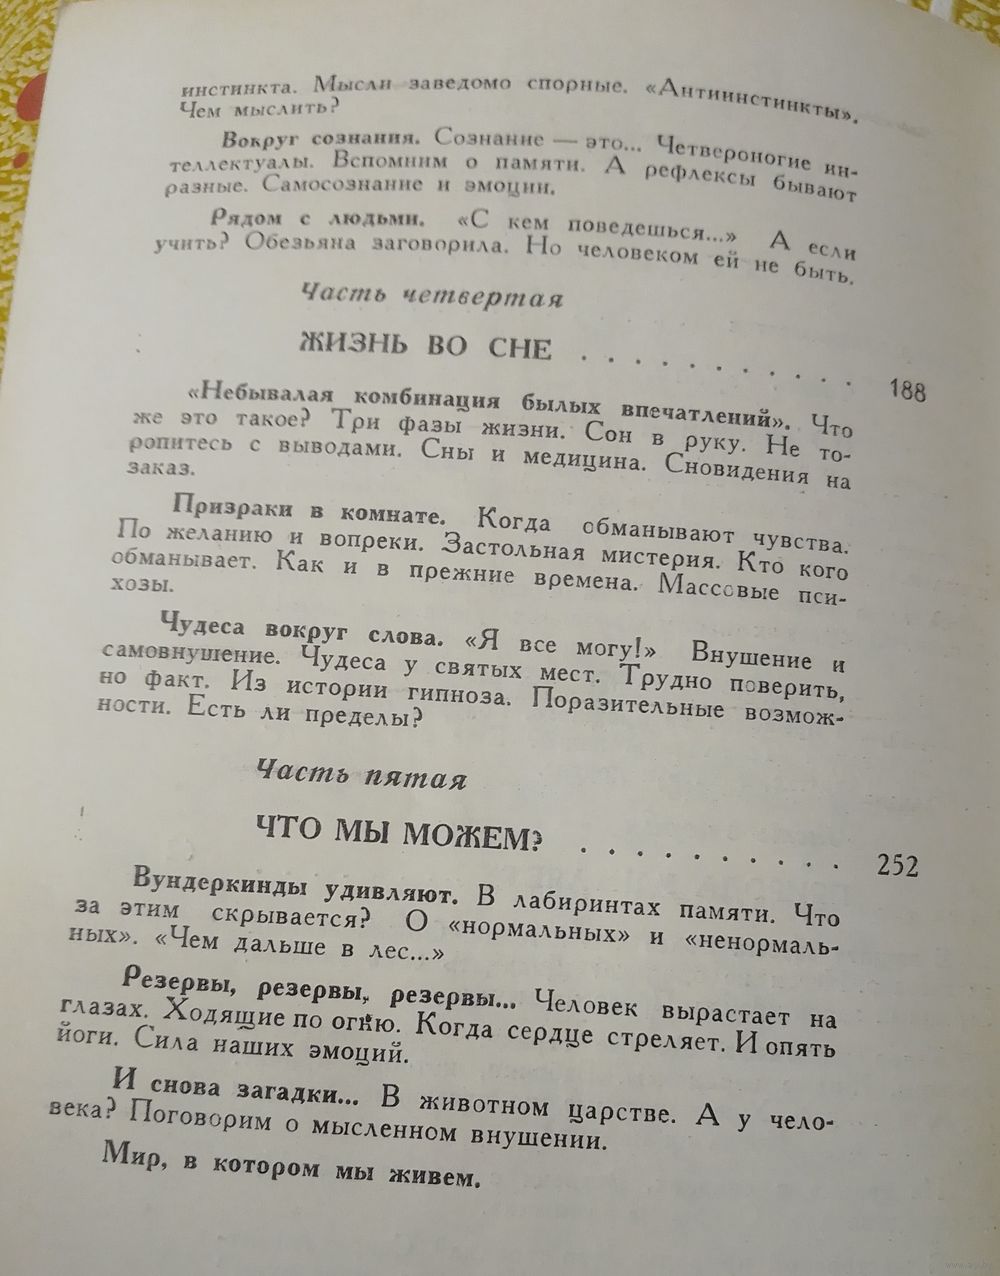 инстинкта. Мысли заведомо спорные. «Антиинстинкты».
Чем мыслить?
Вокруг сознания. Сознание — это... Четвероногие ин-
теллектуалы. Вспомним о памяти. А рефлексы бывают
разные. Самосознание и эмоции.
Рядом с людьми. «С кем поведешься...» А если
учить? Обезьяна заговорила. Но человеком ей не быть.
Часть четвертая
ЖИЗНЬ ВО СНЕ . . . . . . . . . . . 188
«Небывалая комбинация былых впечатлений». Что
же это такое? Три фазы жизни. Сон в руку. Не то-
ропитесь с выводами. Сны и медицина. Сновидения на
заказ.
Призраки в комнате. Когда обманывают чувства.
По желанию и вопреки. Застольная мистерия. Кто кого
обманывает. Как и в прежние времена. Массовые пси-
хозы.
Чудеса вокруг слова. «Я все могу!» Внушение и
самовнушение. Чудеса у святых мест. Трудно поверить,
но факт. Из истории гипноза. Поразительные возмож-
ности. Есть ли пределы?
Часть пятая
ЧТО МЫ МОЖЕМ? . . . . . . . . . . 252
Вундеркинды удивляют. В лабиринтах памяти. Что
за этим скрывается? О «нормальных» и «ненормаль-
ных». «Чем дальше в лес...»
Резервы, резервы, резервы... Человек вырастает на
глазах. Ходящие по огню. Когда сердце стреляет. И опять
йоги. Сила наших эмоций.
И снова загадки... В животном царстве. А у чело-
века? Поговорим о мысленном внушении.
Мир, в котором мы живем.